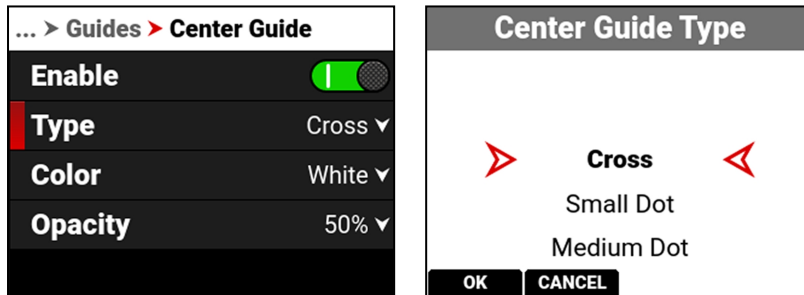 ... > Guides > Center Guide
Enable
Type Cross
Color White
Opacity 50%
Center Guide Type
Cross
Small Dot
Medium Dot
OK CANCEL